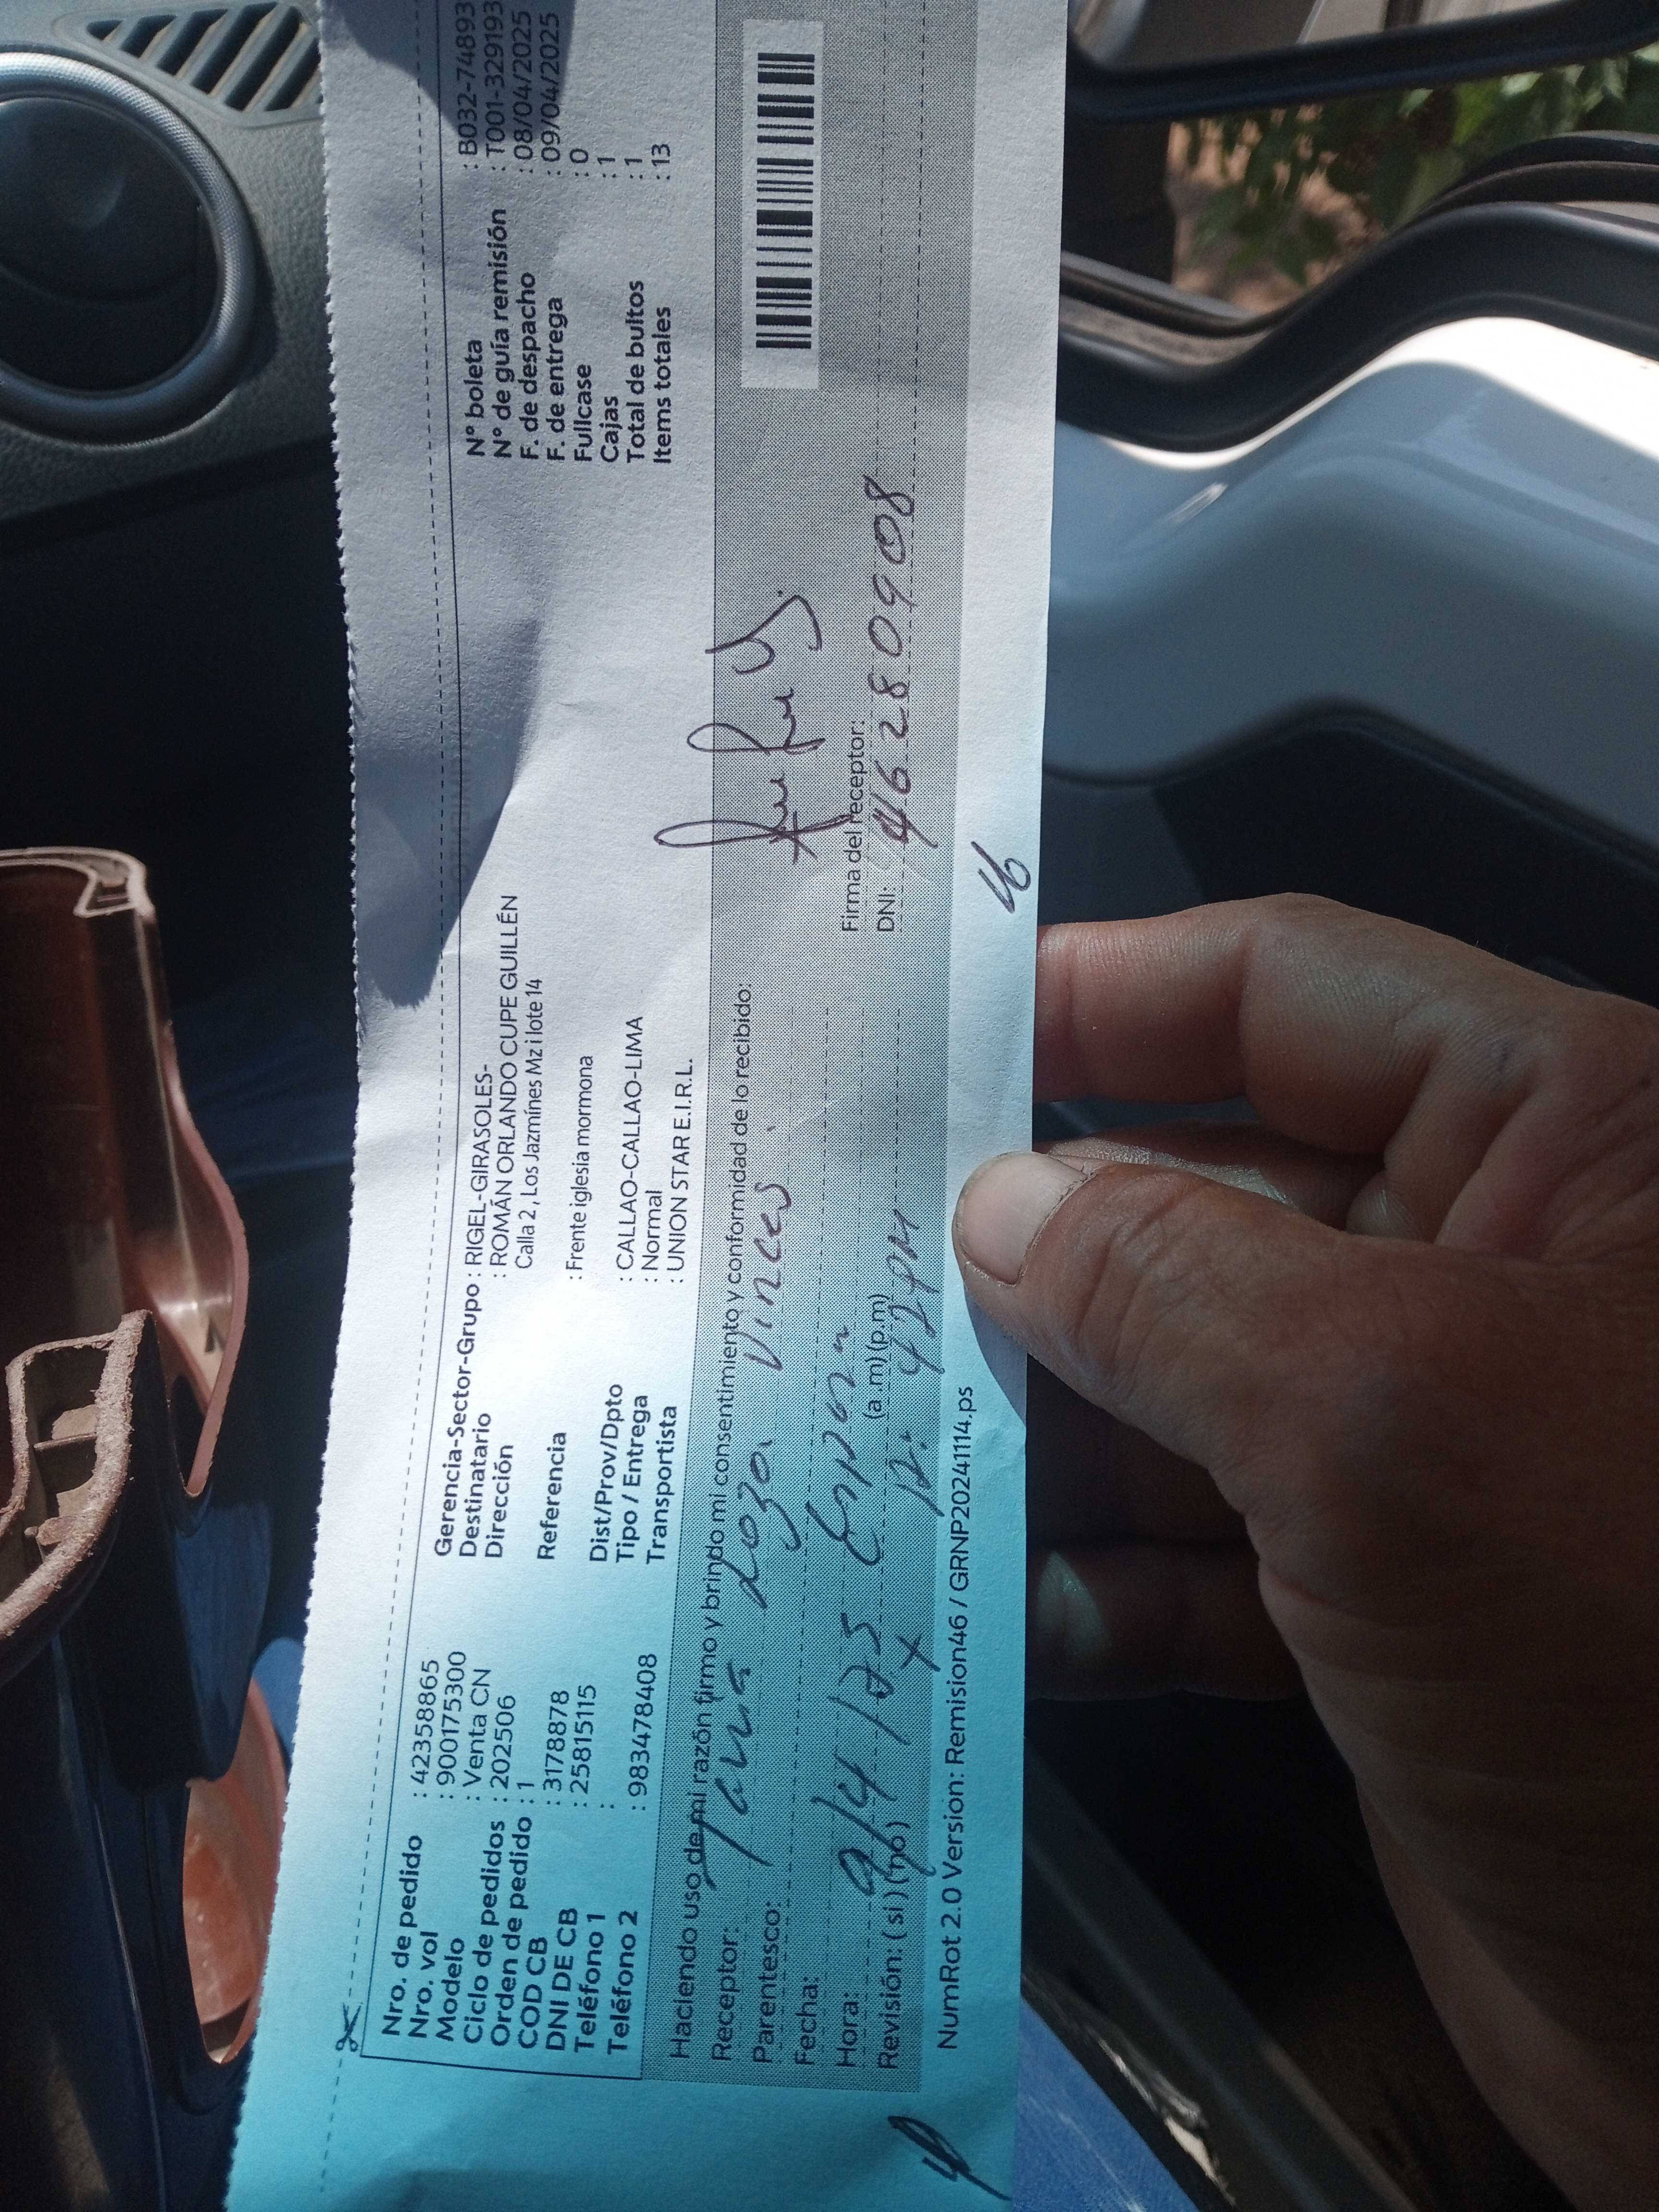 Nro. de pedido : 42358865
Nro. vol : 900175300
Modelo : Venta CN
Ciclo de pedidos : 202506
Orden de pedido : 1
COD CB : 3178878
DNI DE CB : 25815115
Teléfono 1 :
Teléfono 2 : 983478408
Gerencia-Sector-Grupo : RIGEL-GIRASOLES-
Destinatario : ROMÁN ORLANDO CUPE GUILLÉN
Dirección Calla 2, Los Jazmínes Mz i lote 14
Referencia : Frente iglesia mormona
Dist/Prov/Dpto : CALLAO-CALLAO-LIMA
Tipo / Entrega : Normal
Transportista : UNION STAR E.I.R.L.
N° boleta : B032-74893
N° de guía remisión : T001-329193
F. de despacho : 08/04/2025
F. de entrega : 09/04/2025
Fullcase : 0
Cajas : 1
Total de bultos : 1
Items totales : 13
Haciendo uso de mi razón firmo y brindo mi consentimiento y conformidad de lo recibido:
Receptor: Loza Vinces
Parentesco:
Fecha: 9/4/25
Hora: (a.m) (p.m) 12:42 PM
Revisión: (si) (no) X
Firma del receptor:
DNI: 46280908
NumRot 2.0 Version: Remision46 / GRNP20241114.ps